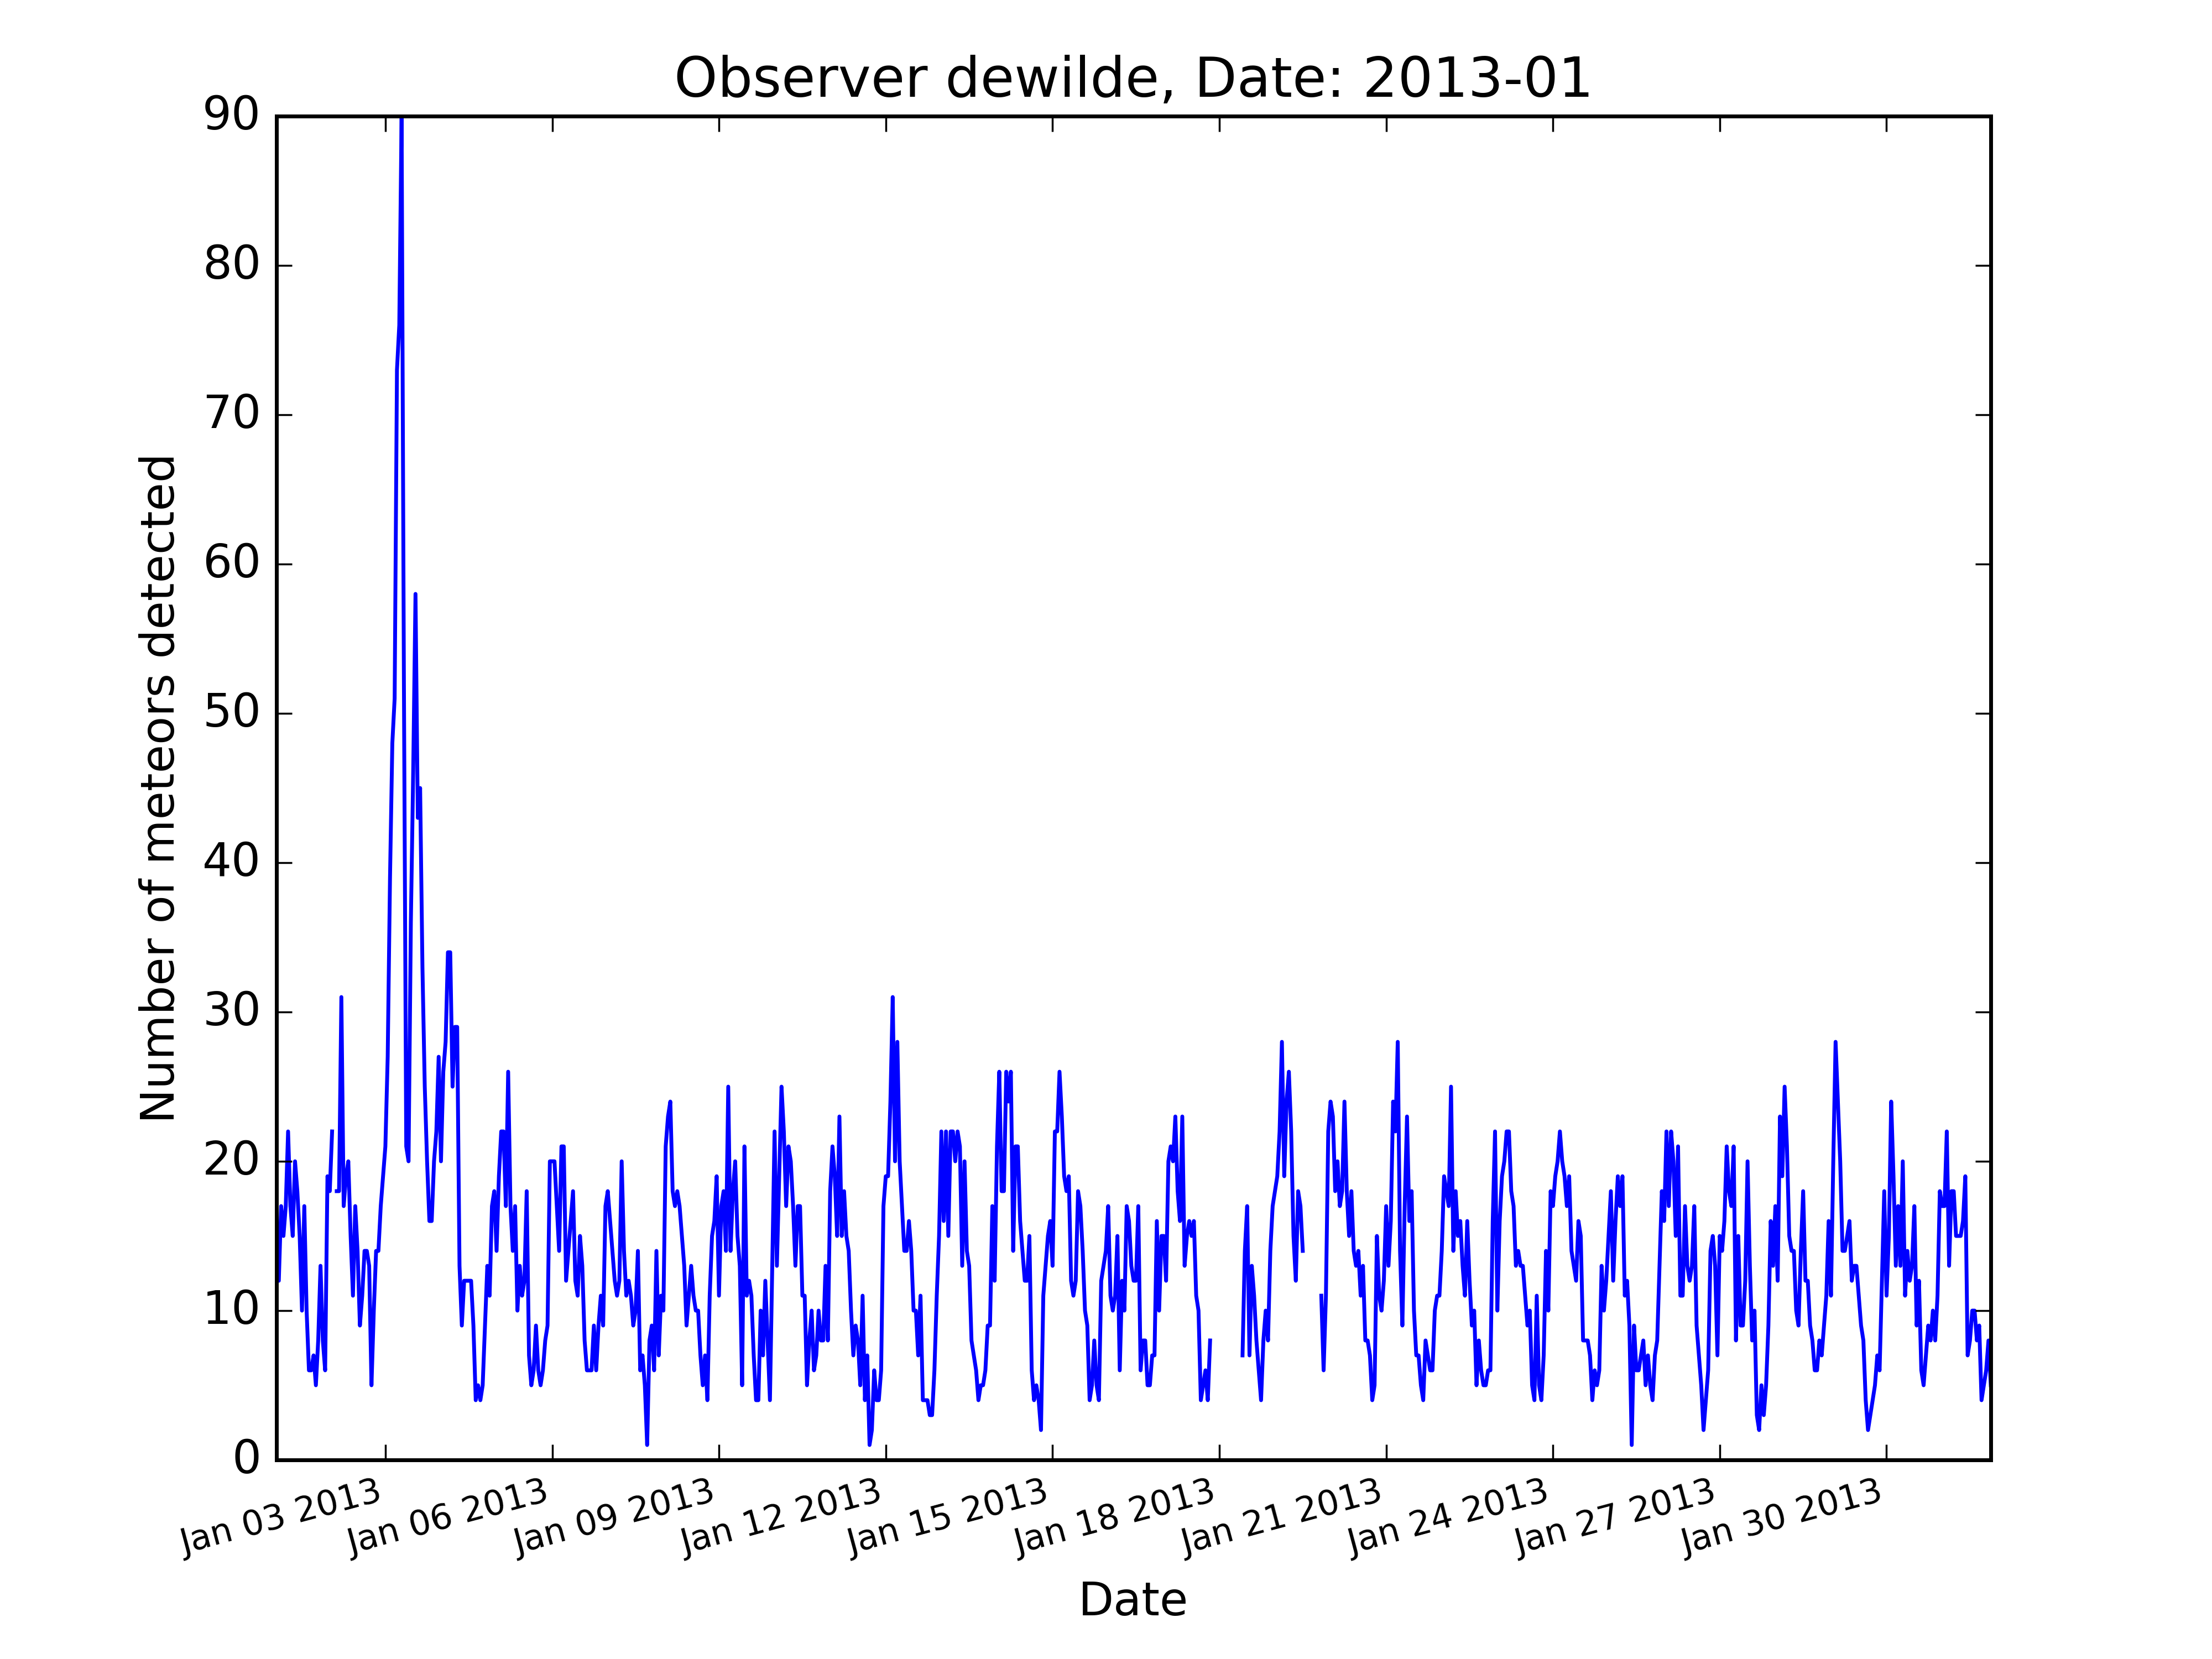 Observer dewilde, Date: 2013-01
90
80
70
60
50
40
30
20
10
0
Number of meteors detected
Jan 03 2013
Jan 06 2013
Jan 09 2013
Jan 12 2013
Jan 15 2013
Jan 18 2013
Jan 21 2013
Jan 24 2013
Jan 27 2013
Jan 30 2013
Date